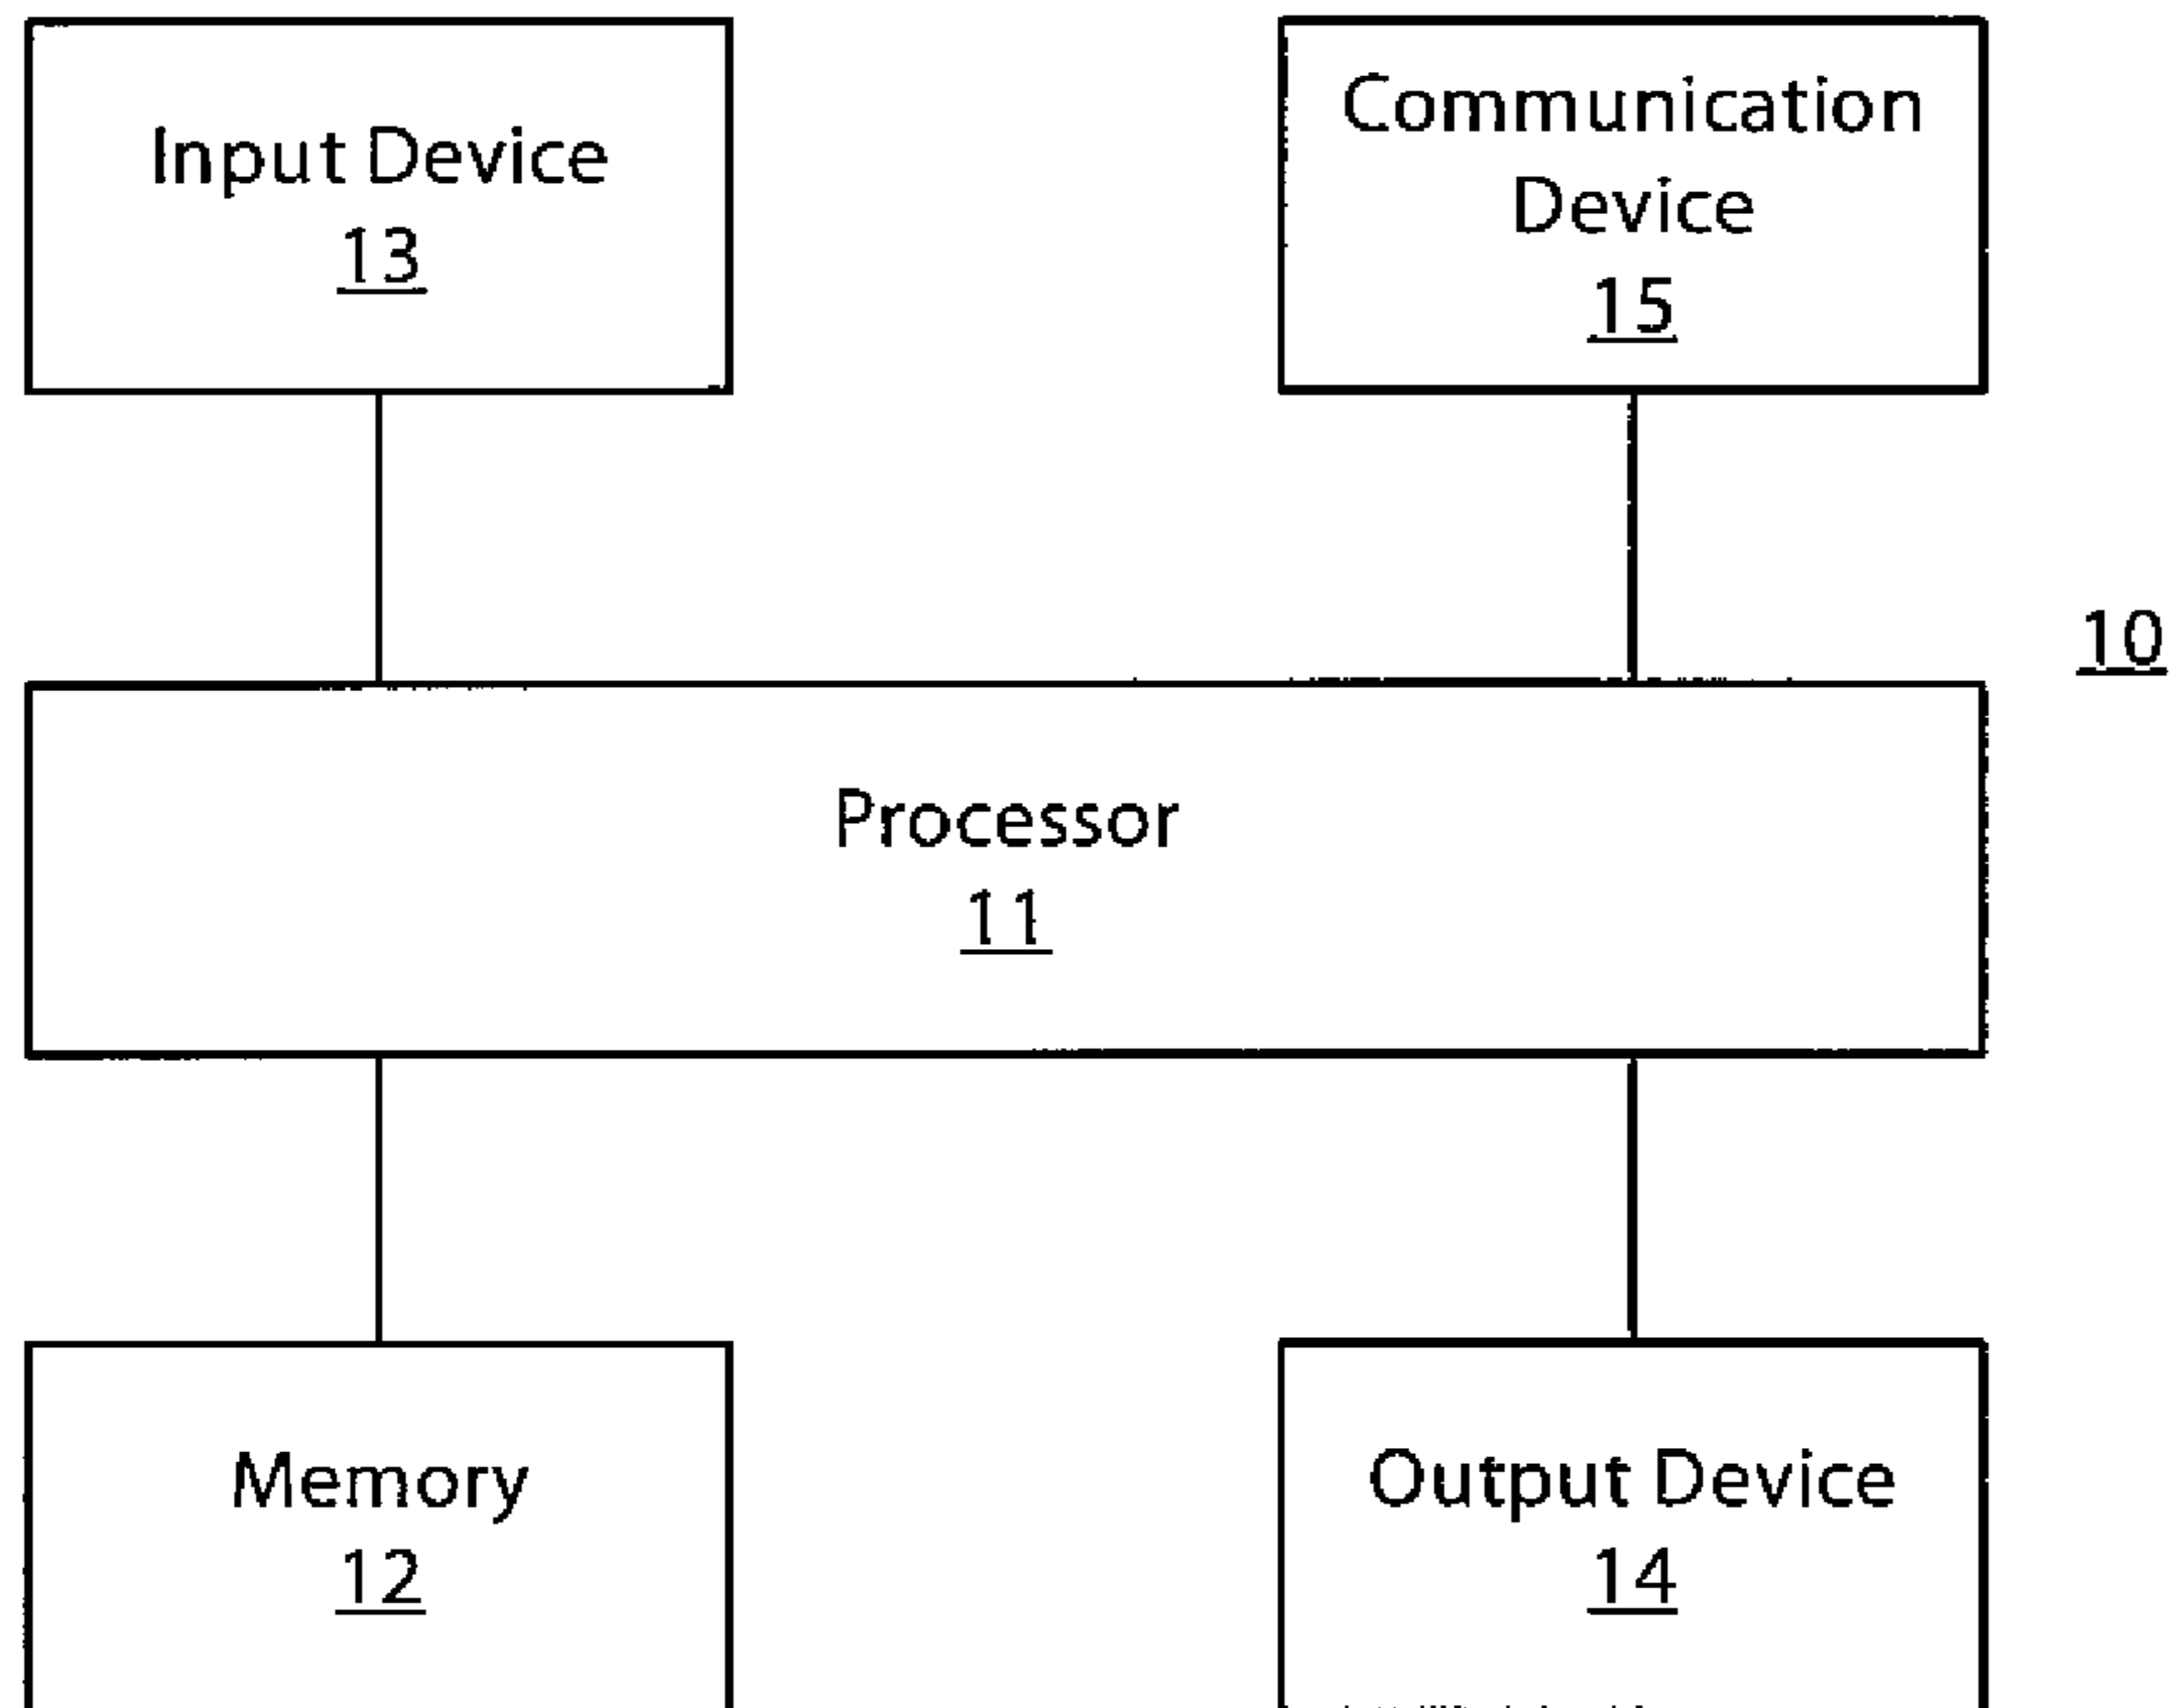 Input Device
13
Communication
Device
15
10
Processor
11
Memory
12
Output Device
14